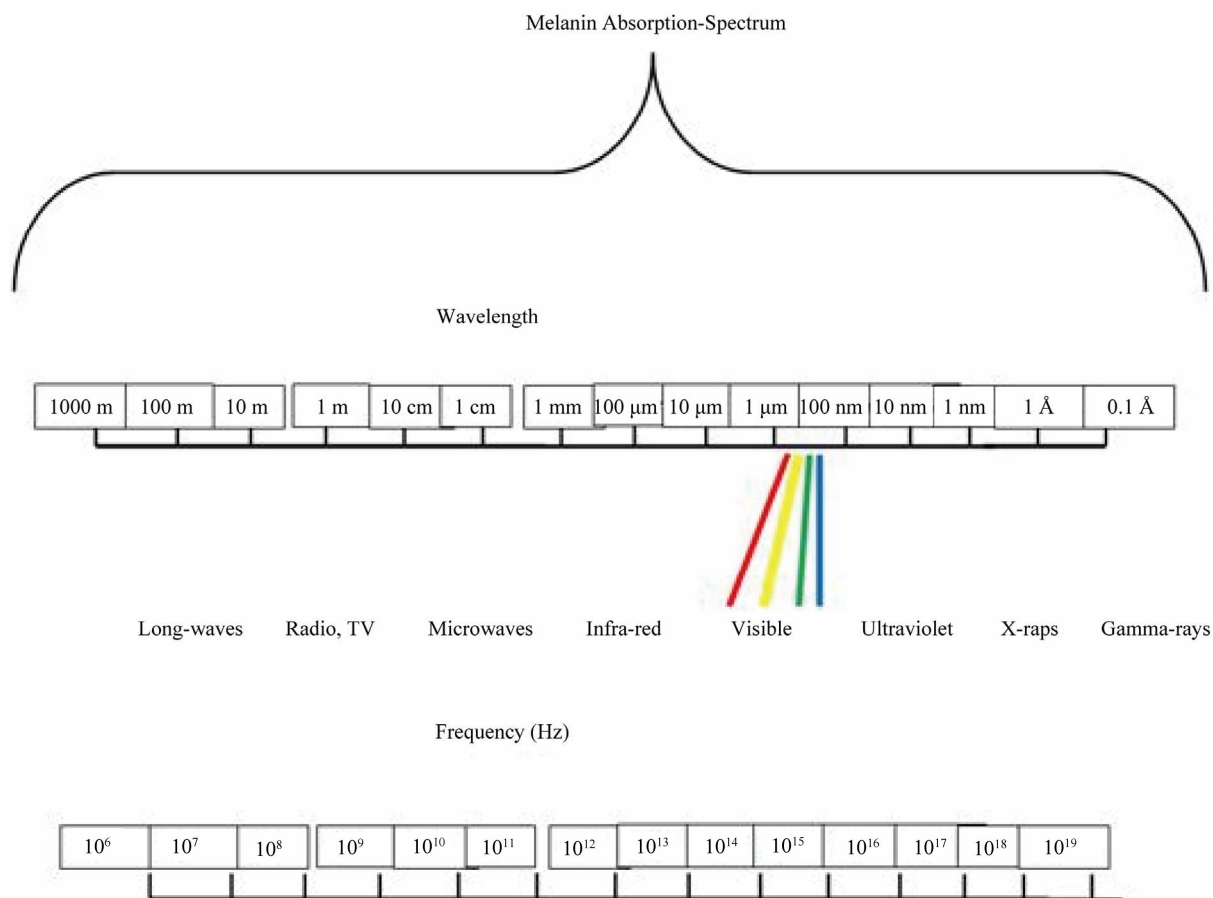 Melanin Absorption-Spectrum
Wavelength
1000 m 100 m 10 m 1 m 10 cm 1 cm 1 mm 100 μm 10 μm 1 μm 100 nm 10 nm 1 nm 1 Å 0.1 Å
Long-waves Radio, TV Microwaves Infra-red Visible Ultraviolet X-raps Gamma-rays
Frequency (Hz)
10⁶ 10⁷ 10⁸ 10⁹ 10¹⁰ 10¹¹ 10¹² 10¹³ 10¹⁴ 10¹⁵ 10¹⁶ 10¹⁷ 10¹⁸ 10¹⁹